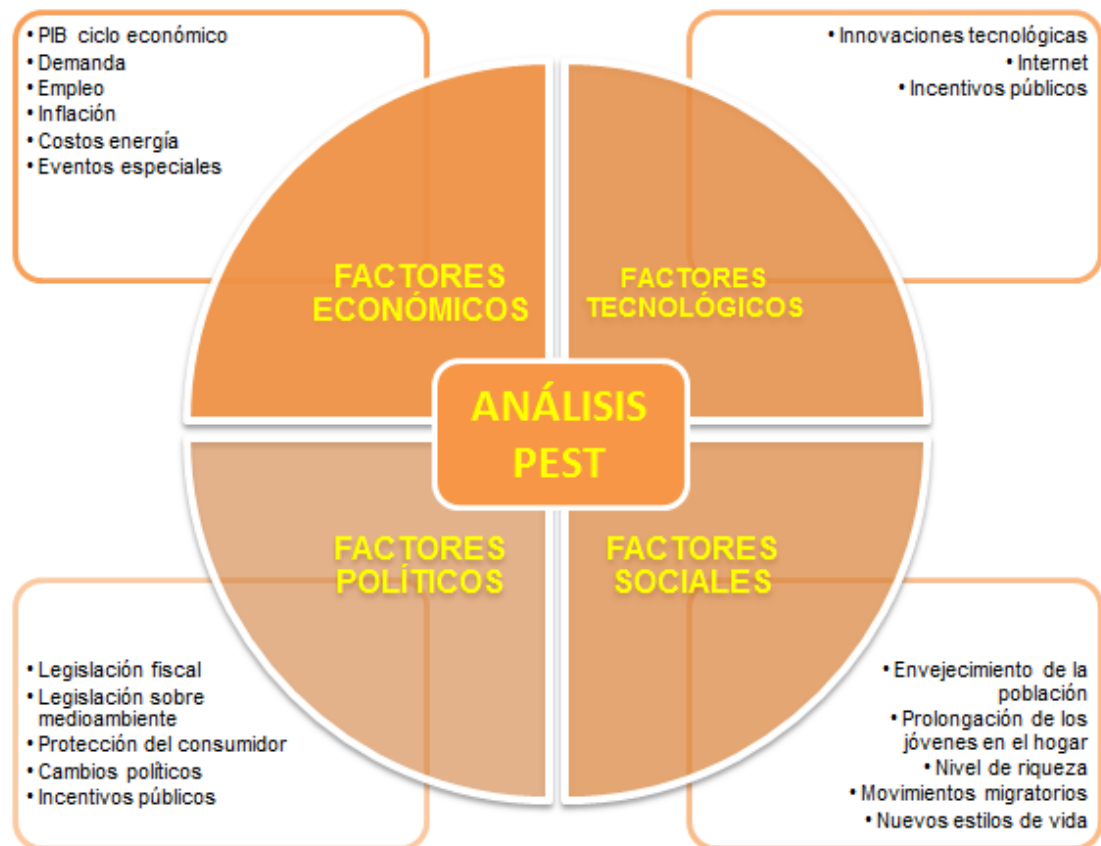 • PIB ciclo económico
• Demanda
• Empleo
• Inflación
• Costos energía
• Eventos especiales
• Innovaciones tecnológicas
• Internet
• Incentivos públicos
FACTORES
ECONÓMICOS
FACTORES
TECNOLÓGICOS
ANÁLISIS
PEST
FACTORES
POLÍTICOS
FACTORES
SOCIALES
• Legislación fiscal
• Legislación sobre
medioambiente
• Protección del consumidor
• Cambios políticos
• Incentivos públicos
• Envejecimiento de la
población
• Prolongación de los
jóvenes en el hogar
• Nivel de riqueza
• Movimientos migratorios
• Nuevos estilos de vida